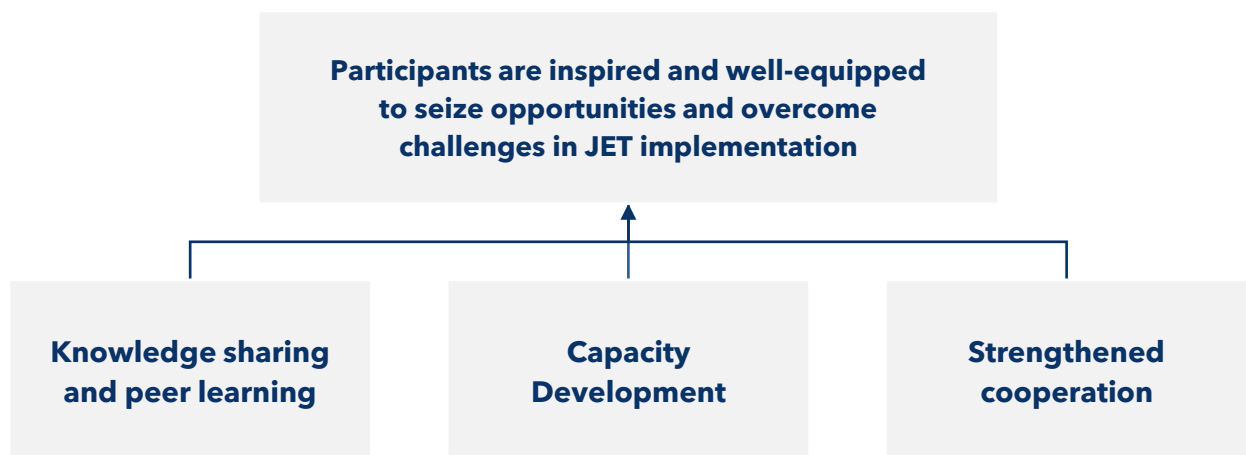 Participants are inspired and well-equipped
to seize opportunities and overcome
challenges in JET implementation
Knowledge sharing
and peer learning
Capacity
Development
Strengthened
cooperation